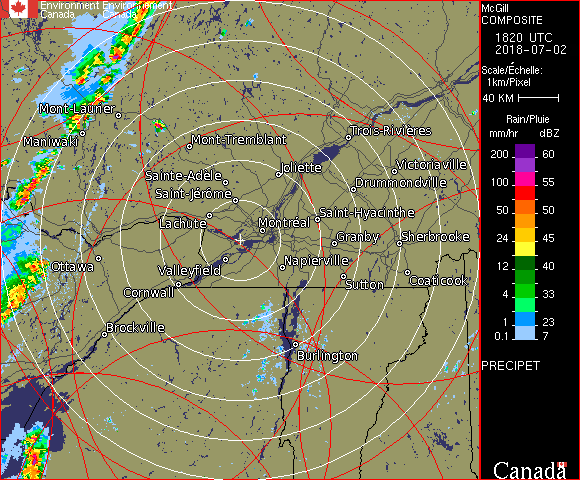 Environment Environnement
Canada Canada
McGill
COMPOSITE
1820 UTC
2018-07-02
Scale/Échelle:
1km/Pixel
40 KM
Rain/Pluie
mm/hr dBZ
200 60
150 57
100 55
50 50
24 45
12 40
4 33
1 23
0.1 7
PRECIPET
Canada
Mont-Laurier
Maniwaki
Mont-Tremblant
Trois-Rivières
Sainte-Adèle
Joliette
Victoriaville
Saint-Jérôme
Drummondville
Lachute
Montréal
Saint-Hyacinthe
Granby
Sherbrooke
Ottawa
Valleyfield
Napierville
Cornwall
Sutton
Coaticook
Brockville
Burlington